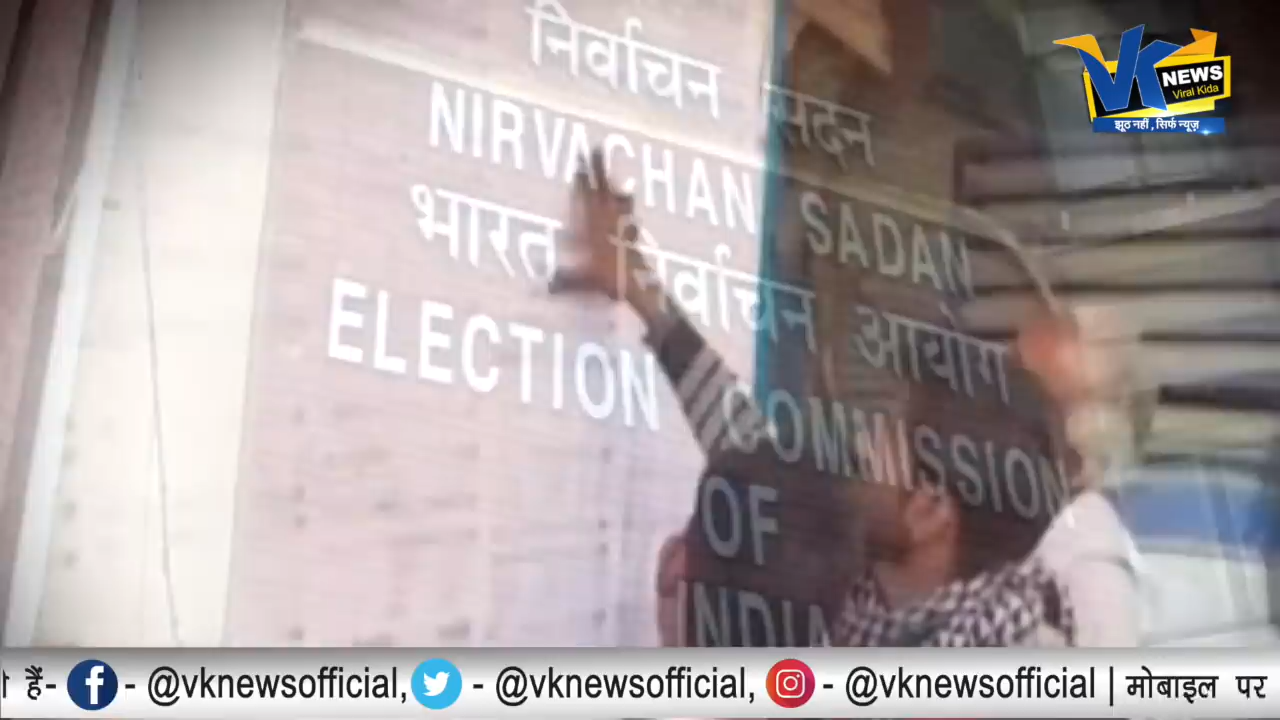 निर्वाचन सदन
NIRVACHAN SADAN
भारत निर्वाचन आयोग
ELECTION COMMISSION
OF
INDIA
VK NEWS
Viral Kida
झूठ नहीं, सिर्फ न्यूज़
हैं- - @vknewsofficial, - @vknewsofficial, - @vknewsofficial | मोबाइल पर